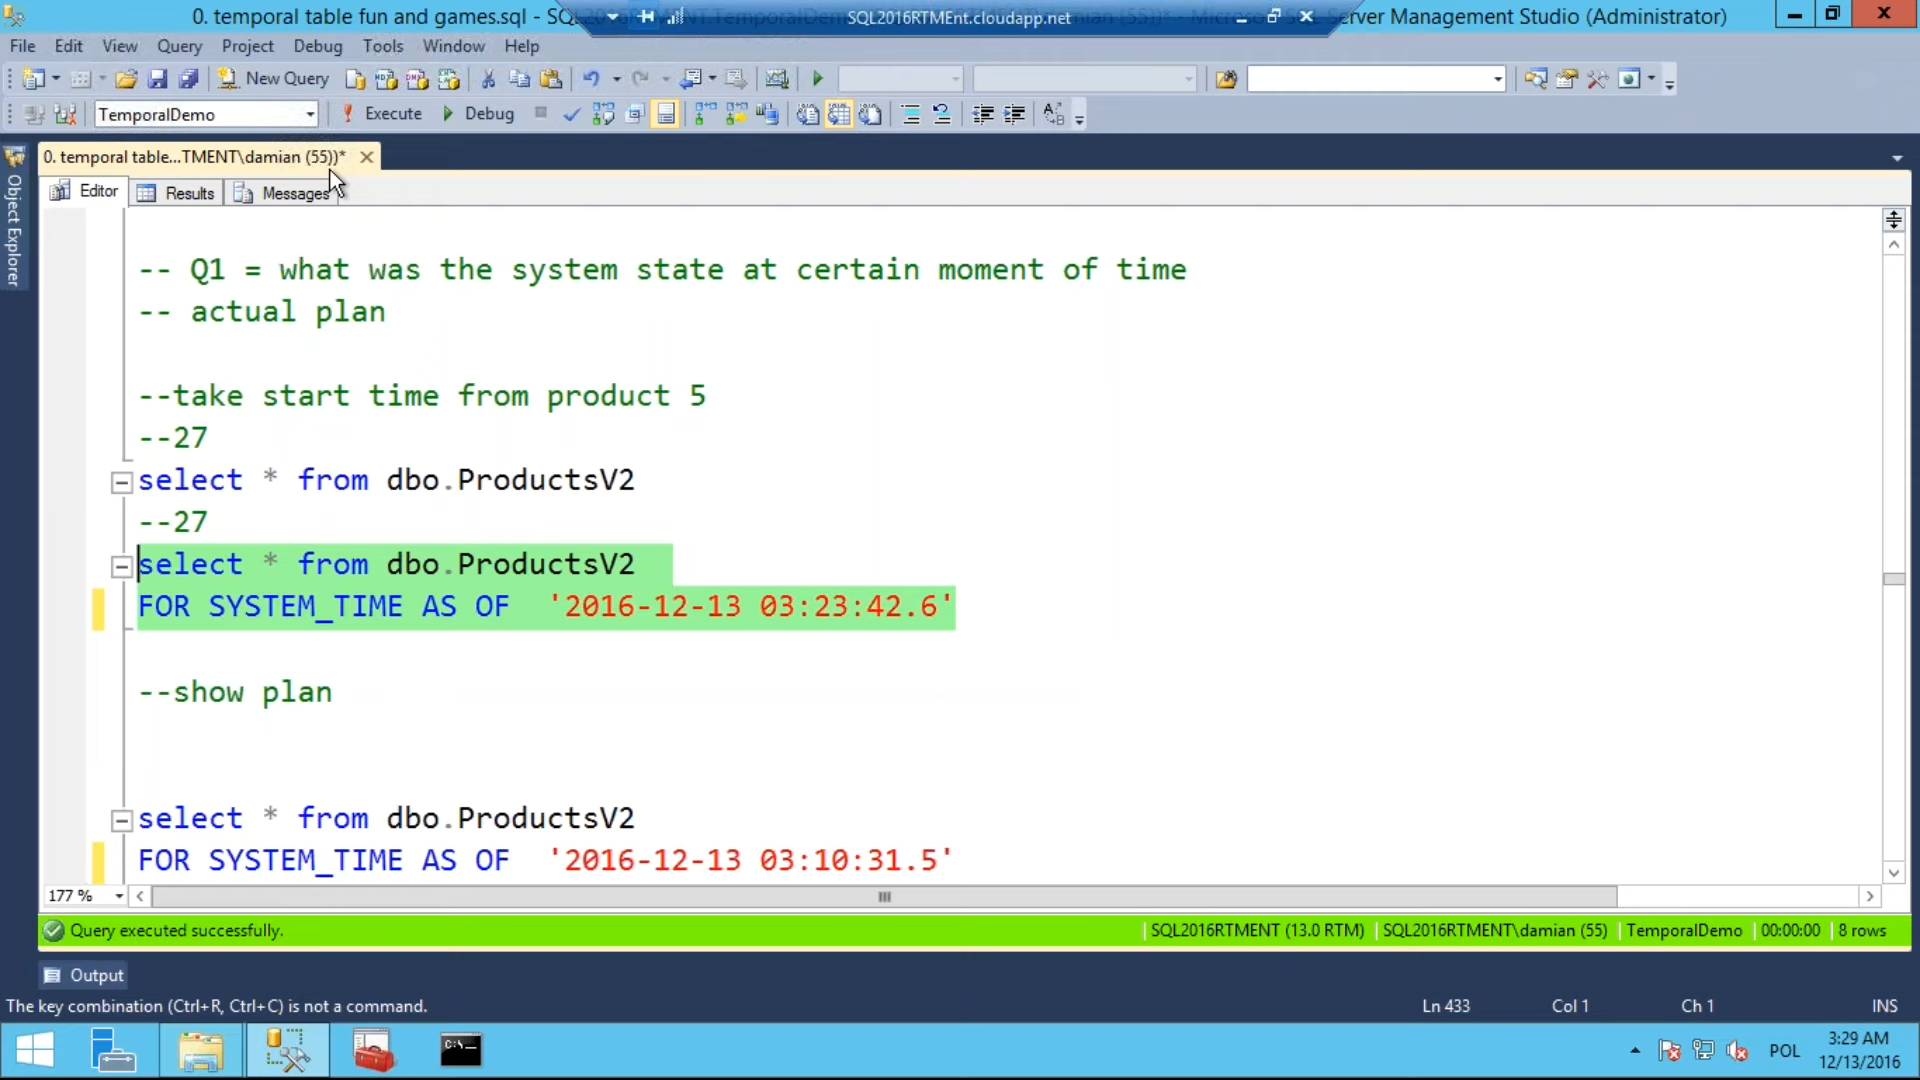 0. temporal table fun and games.sql - SQL2016RTMENT.TemporalDemo
SQL2016RTMEnt.cloudapp.net
Server Management Studio (Administrator)
File Edit View Query Project Debug Tools Window Help
New Query
TemporalDemo
Execute
Debug
0. temporal table...TMENT\damian (55))*
Object Explorer
Editor
Results
Messages
-- Q1 = what was the system state at certain moment of time
-- actual plan
--take start time from product 5
--27
select * from dbo.ProductsV2
--27
select * from dbo.ProductsV2
FOR SYSTEM_TIME AS OF  '2016-12-13 03:23:42.6'
--show plan
select * from dbo.ProductsV2
FOR SYSTEM_TIME AS OF  '2016-12-13 03:10:31.5'
177 %
Query executed successfully.
SQL2016RTMENT (13.0 RTM)
SQL2016RTMENT\damian (55)
TemporalDemo
00:00:00
8 rows
Output
The key combination (Ctrl+R, Ctrl+C) is not a command.
Ln 433
Col 1
Ch 1
INS
C:\
POL
3:29 AM
12/13/2016